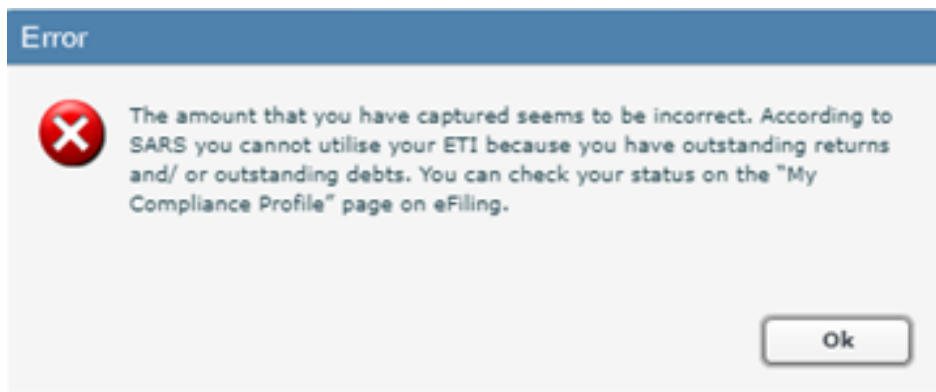 Error
The amount that you have captured seems to be incorrect. According to
SARS you cannot utilise your ETI because you have outstanding returns
and/ or outstanding debts. You can check your status on the "My
Compliance Profile" page on eFiling.
Ok